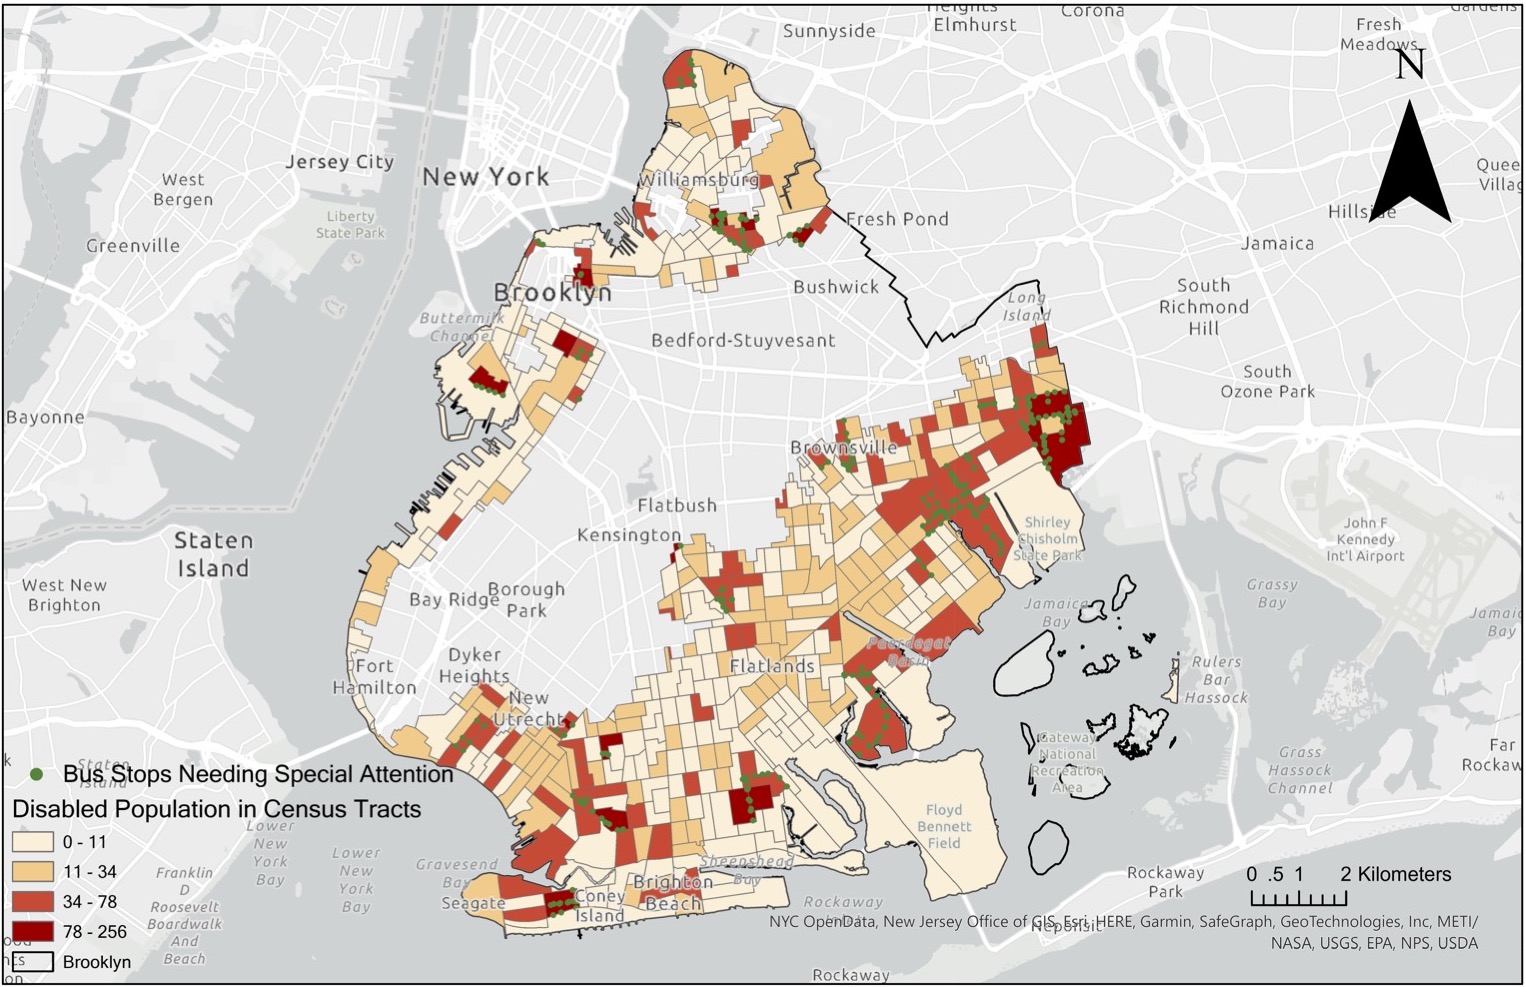 Heights
Elmhurst
Corona
Gardens
Sunnyside
Fresh
Meadows
N
Jersey City
New York
West
Bergen
Williamsburg
Quee
Villag
Liberty
State Park
Fresh Pond
Hillside
Greenville
Jamaica
Brooklyn
Bushwick
South
Richmond
Hill
Long
Island
Buttermilk
Channel
Bedford-Stuyvesant
South
Ozone Park
Bayonne
Brownsville
Flatbush
Kensington
Shirley
Chisholm
State Park
John F
Kennedy
Int'l Airport
Staten
Island
West New
Brighton
Borough
Park
Bay Ridge
Grassy
Bay
Jamaica
Bay
Jamaic
Bay
Paerdegat
Basin
Dyker
Heights
Fort
Hamilton
Flatlands
Rulers
Bar
Hassock
New
Utrecht
Gateway
National
Recreation
Area
Grass
Hassock
Channel
Far
Rockaw
k
Staten
Island
Bus Stops Needing Special Attention
Disabled Population in Census Tracts
0 - 11
11 - 34
34 - 78
78 - 256
Brooklyn
Floyd
Bennett
Field
Lower
New
York
Bay
Lower
New
York
Bay
Franklin
D
Roosevelt
Boardwalk
And
Beach
Gravesend
Bay
Seagate
Coney
Island
Brighton
Beach
Sheepshead
Bay
Rockaway
Rockaway
Park
0 .5 1 2 Kilometers
Neponsit
NYC OpenData, New Jersey Office of GIS, Esri, HERE, Garmin, SafeGraph, GeoTechnologies, Inc, METI/
NASA, USGS, EPA, NPS, USDA
Rockaway